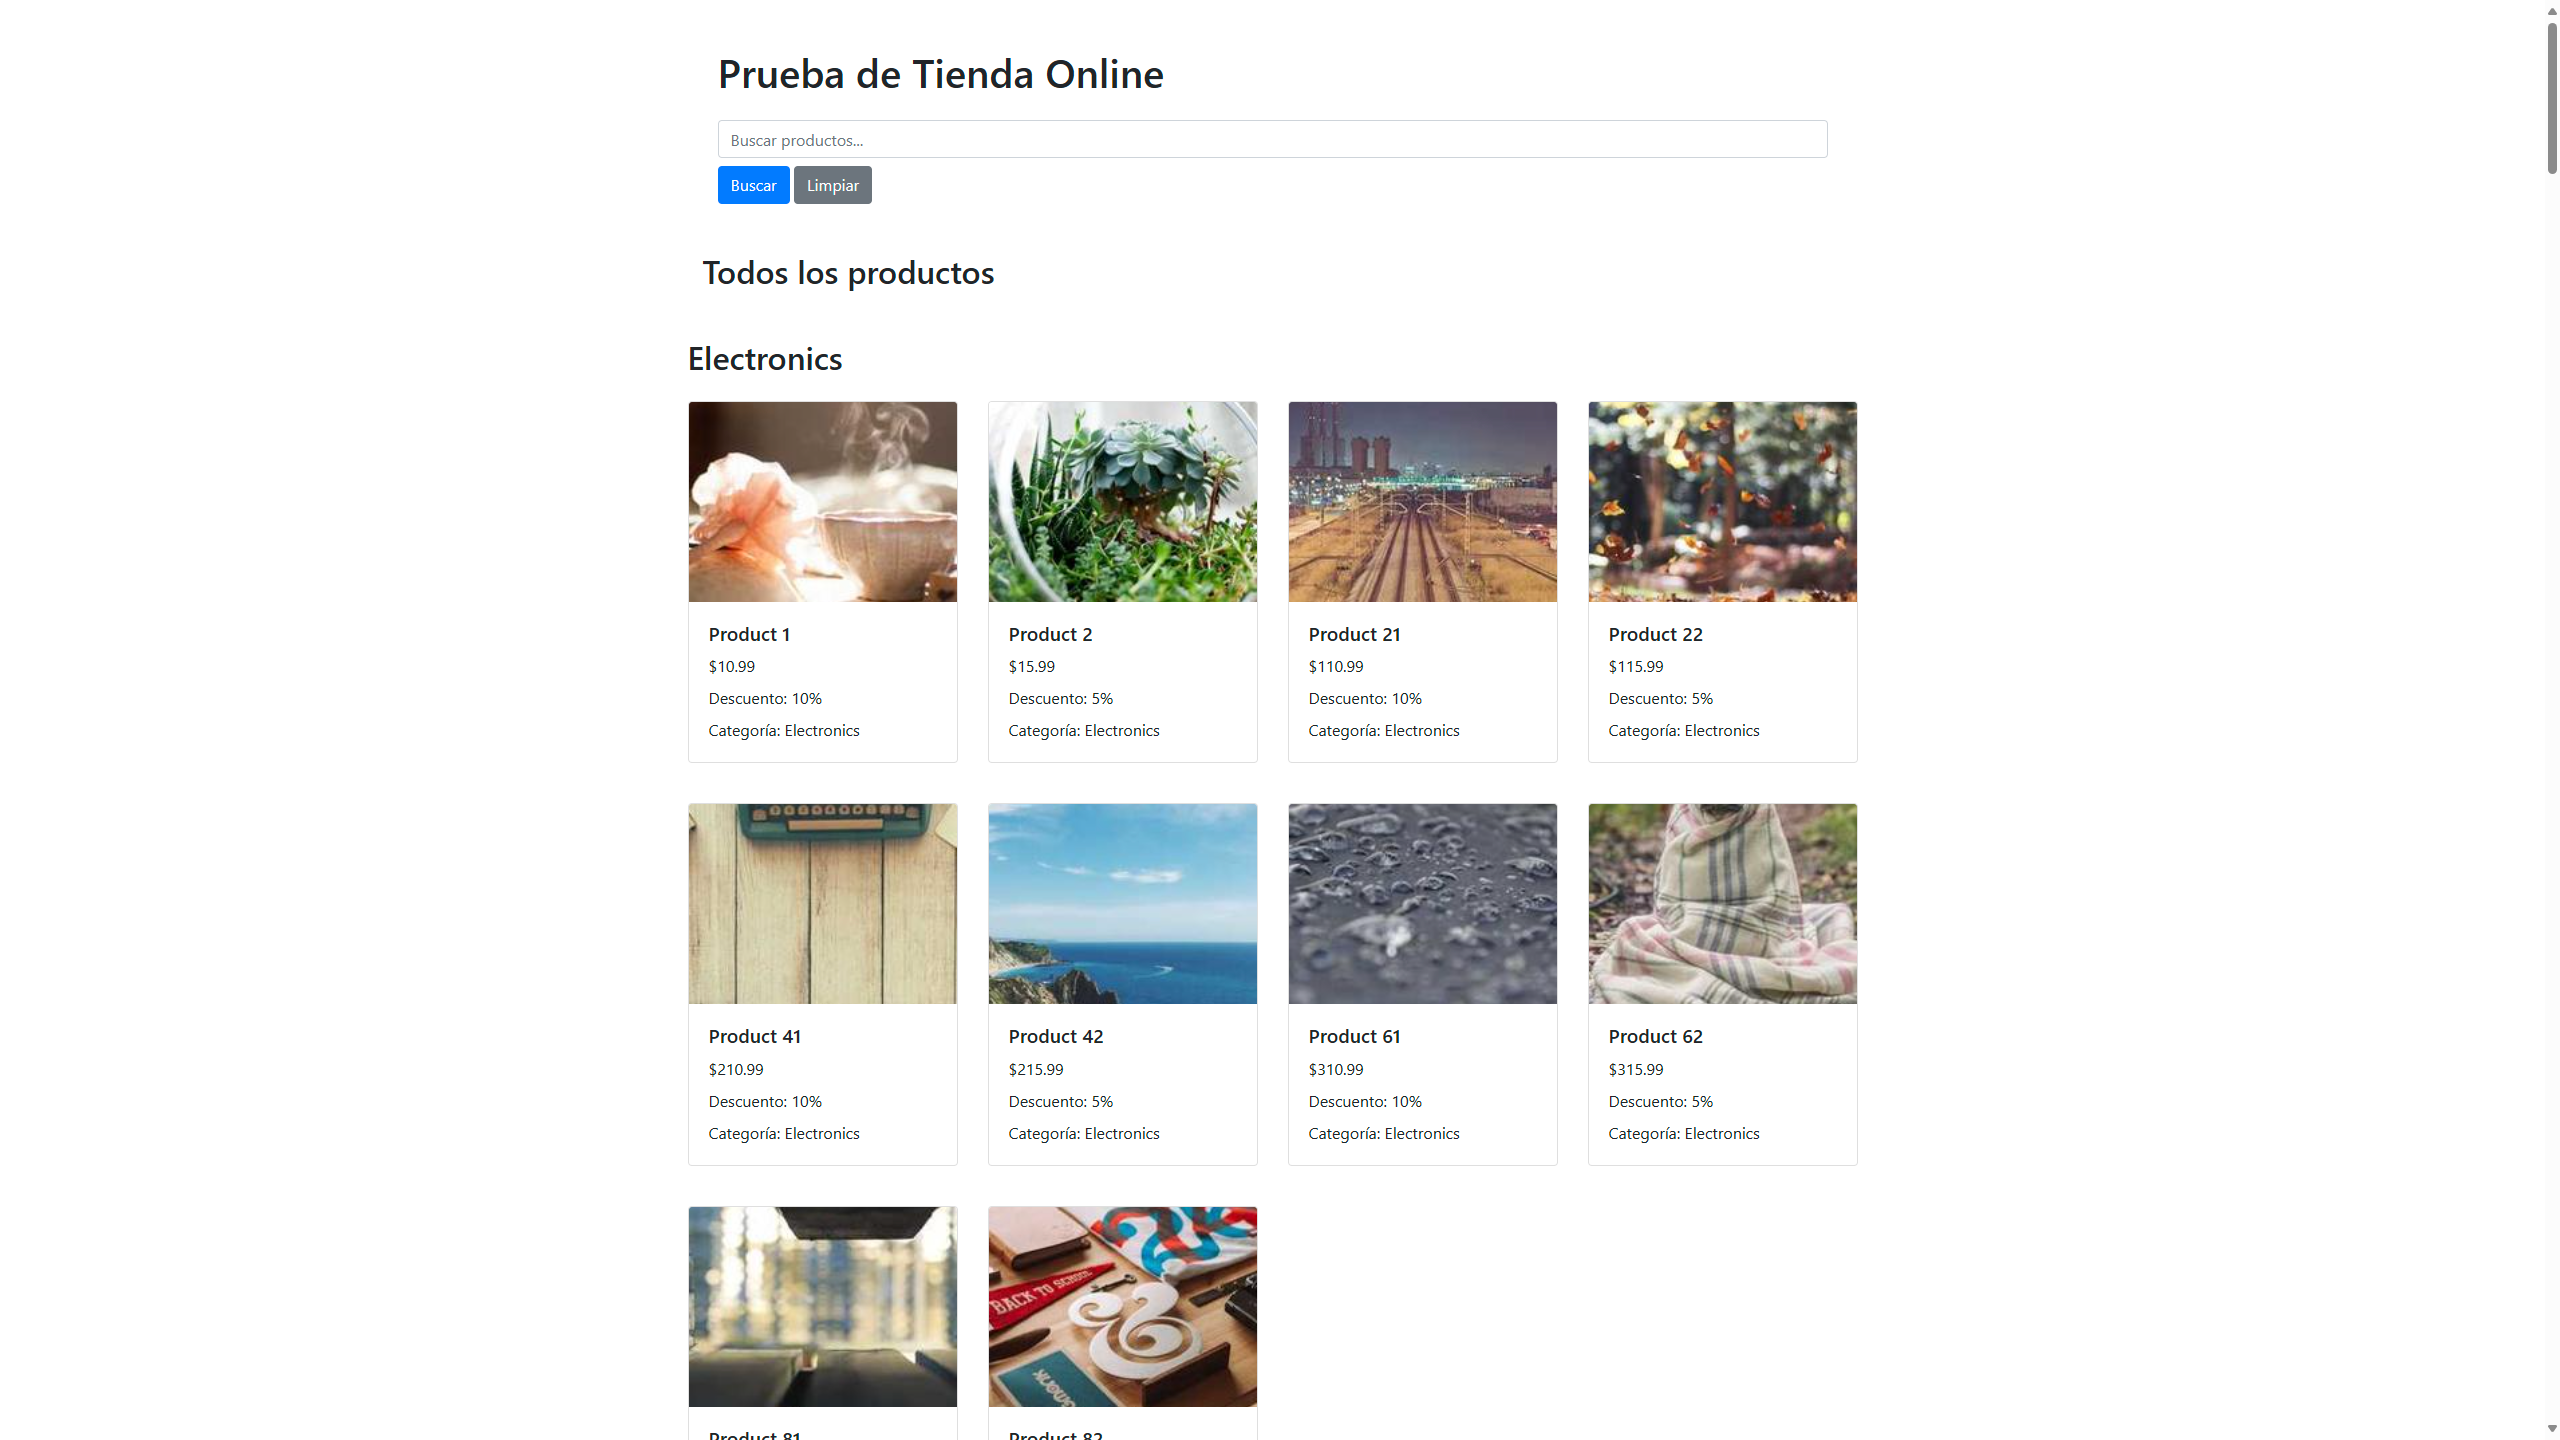 Prueba de Tienda Online
Buscar productos...
Buscar Limpiar
Todos los productos
Electronics
Product 1
$10.99
Descuento: 10%
Categoría: Electronics
Product 2
$15.99
Descuento: 5%
Categoría: Electronics
Product 21
$110.99
Descuento: 10%
Categoría: Electronics
Product 22
$115.99
Descuento: 5%
Categoría: Electronics
Product 41
$210.99
Descuento: 10%
Categoría: Electronics
Product 42
$215.99
Descuento: 5%
Categoría: Electronics
Product 61
$310.99
Descuento: 10%
Categoría: Electronics
Product 62
$315.99
Descuento: 5%
Categoría: Electronics
BACK TO SCHOOL
&
Product 81
Product 82